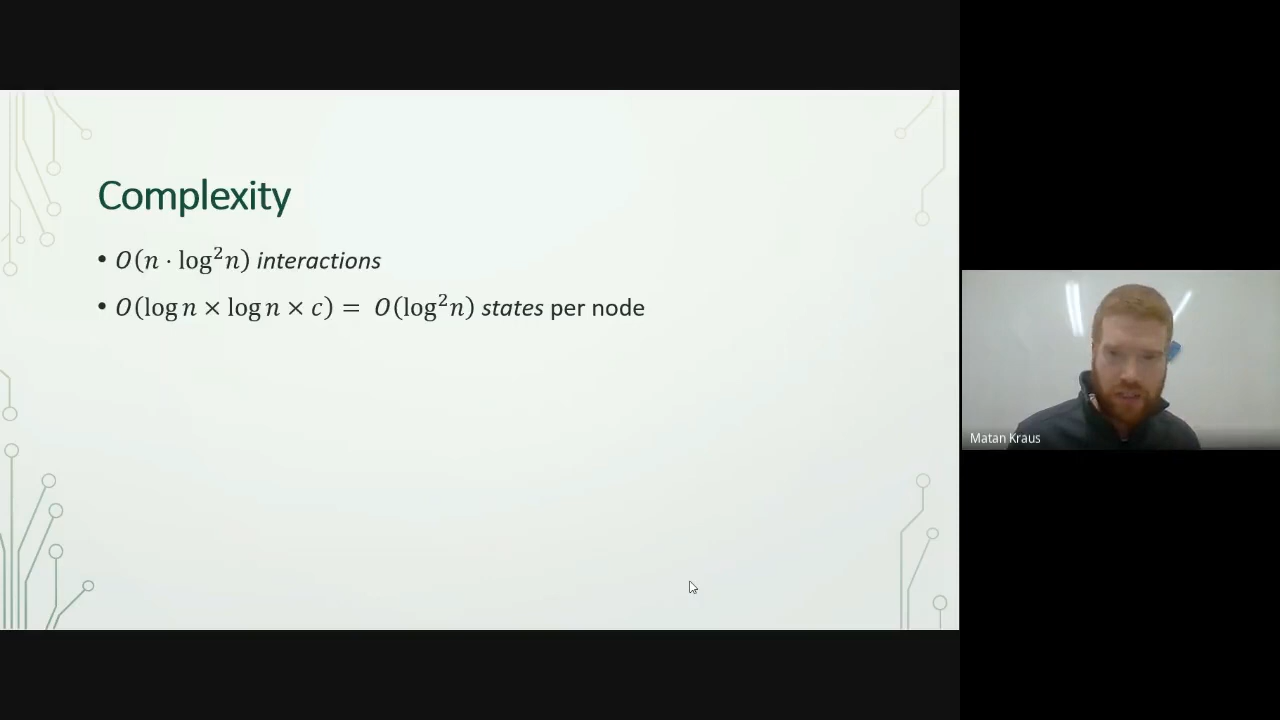 Complexity
• O(n · log²n) interactions
• O(log n × log n × c) = O(log²n) states per node
Matan Kraus